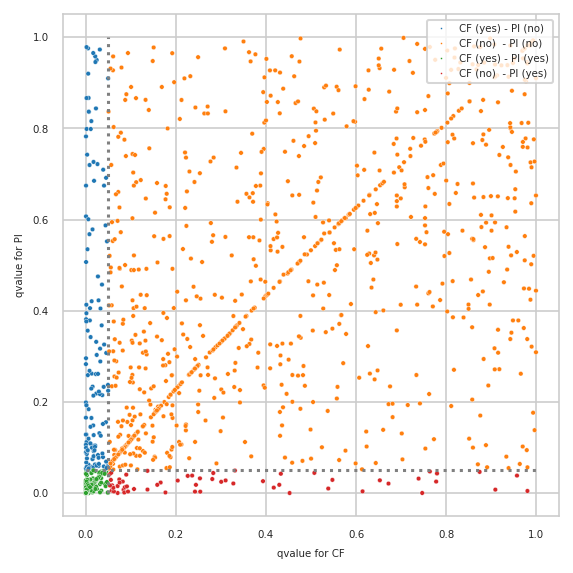 CF (yes) - PI (no)
CF (no) - PI (no)
CF (yes) - PI (yes)
CF (no) - PI (yes)
1.0
0.8
0.6
0.4
0.2
0.0
qvalue for PI
0.0 0.2 0.4 0.6 0.8 1.0
qvalue for CF